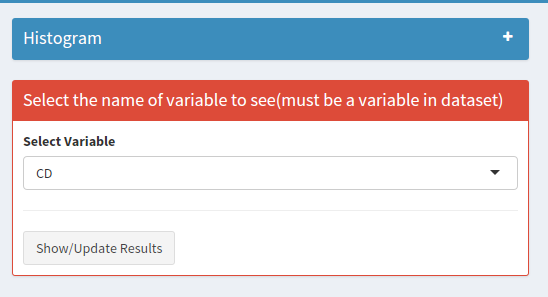 Histogram
Select the name of variable to see(must be a variable in dataset)
Select Variable
CD
Show/Update Results